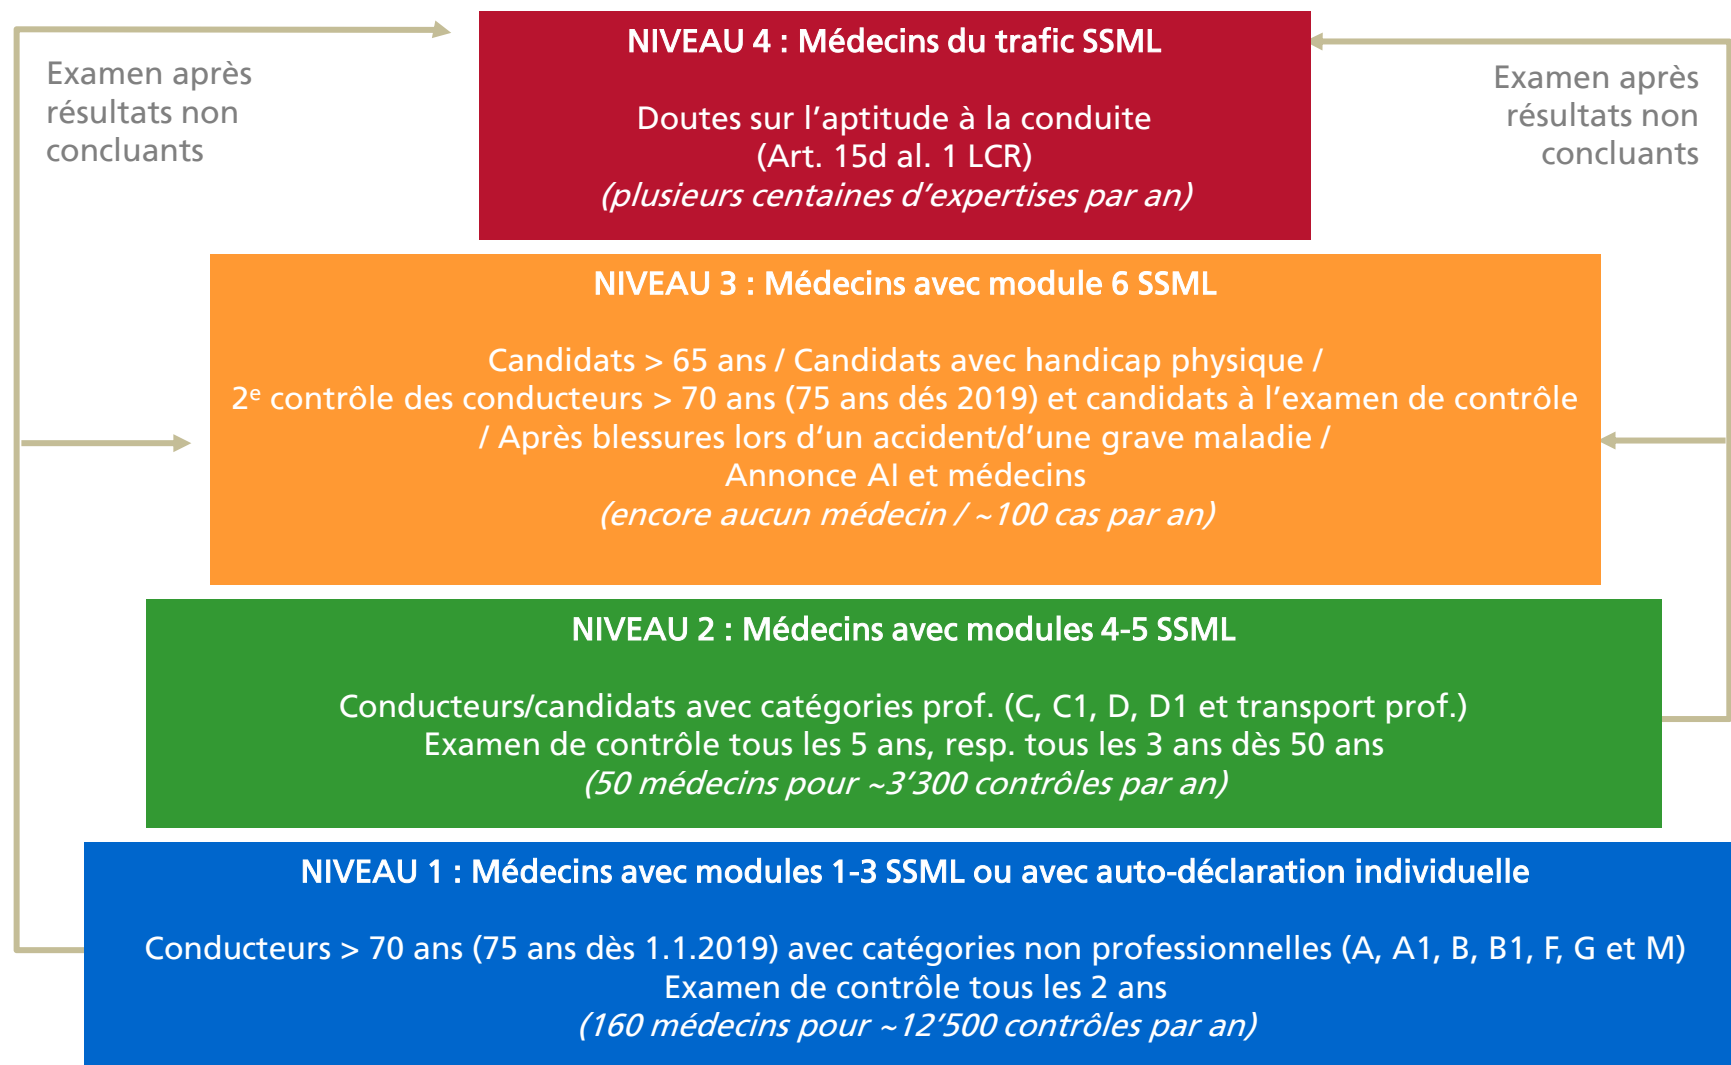 NIVEAU 4 : Médecins du trafic SSML
Doutes sur l’aptitude à la conduite
(Art. 15d al. 1 LCR)
(plusieurs centaines d’expertises par an)
Examen après
résultats non
concluants
Examen après
résultats non
concluants
NIVEAU 3 : Médecins avec module 6 SSML
Candidats > 65 ans / Candidats avec handicap physique /
2e contrôle des conducteurs > 70 ans (75 ans dés 2019) et candidats à l’examen de contrôle
/ Après blessures lors d‘un accident/d’une grave maladie /
Annonce AI et médecins
(encore aucun médecin / ~100 cas par an)
NIVEAU 2 : Médecins avec modules 4-5 SSML
Conducteurs/candidats avec catégories prof. (C, C1, D, D1 et transport prof.)
Examen de contrôle tous les 5 ans, resp. tous les 3 ans dès 50 ans
(50 médecins pour ~3’300 contrôles par an)
NIVEAU 1 : Médecins avec modules 1-3 SSML ou avec auto-déclaration individuelle
Conducteurs > 70 ans (75 ans dès 1.1.2019) avec catégories non professionnelles (A, A1, B, B1, F, G et M)
Examen de contrôle tous les 2 ans
(160 médecins pour ~12’500 contrôles par an)